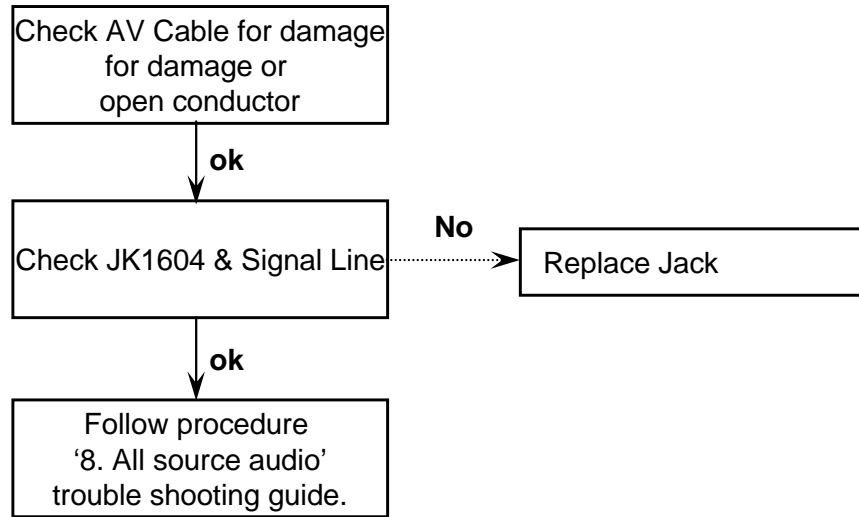 Check AV Cable for damage
for damage or
open conductor
ok
Check JK1604 & Signal Line
No
Replace Jack
ok
Follow procedure
‘8. All source audio’
trouble shooting guide.